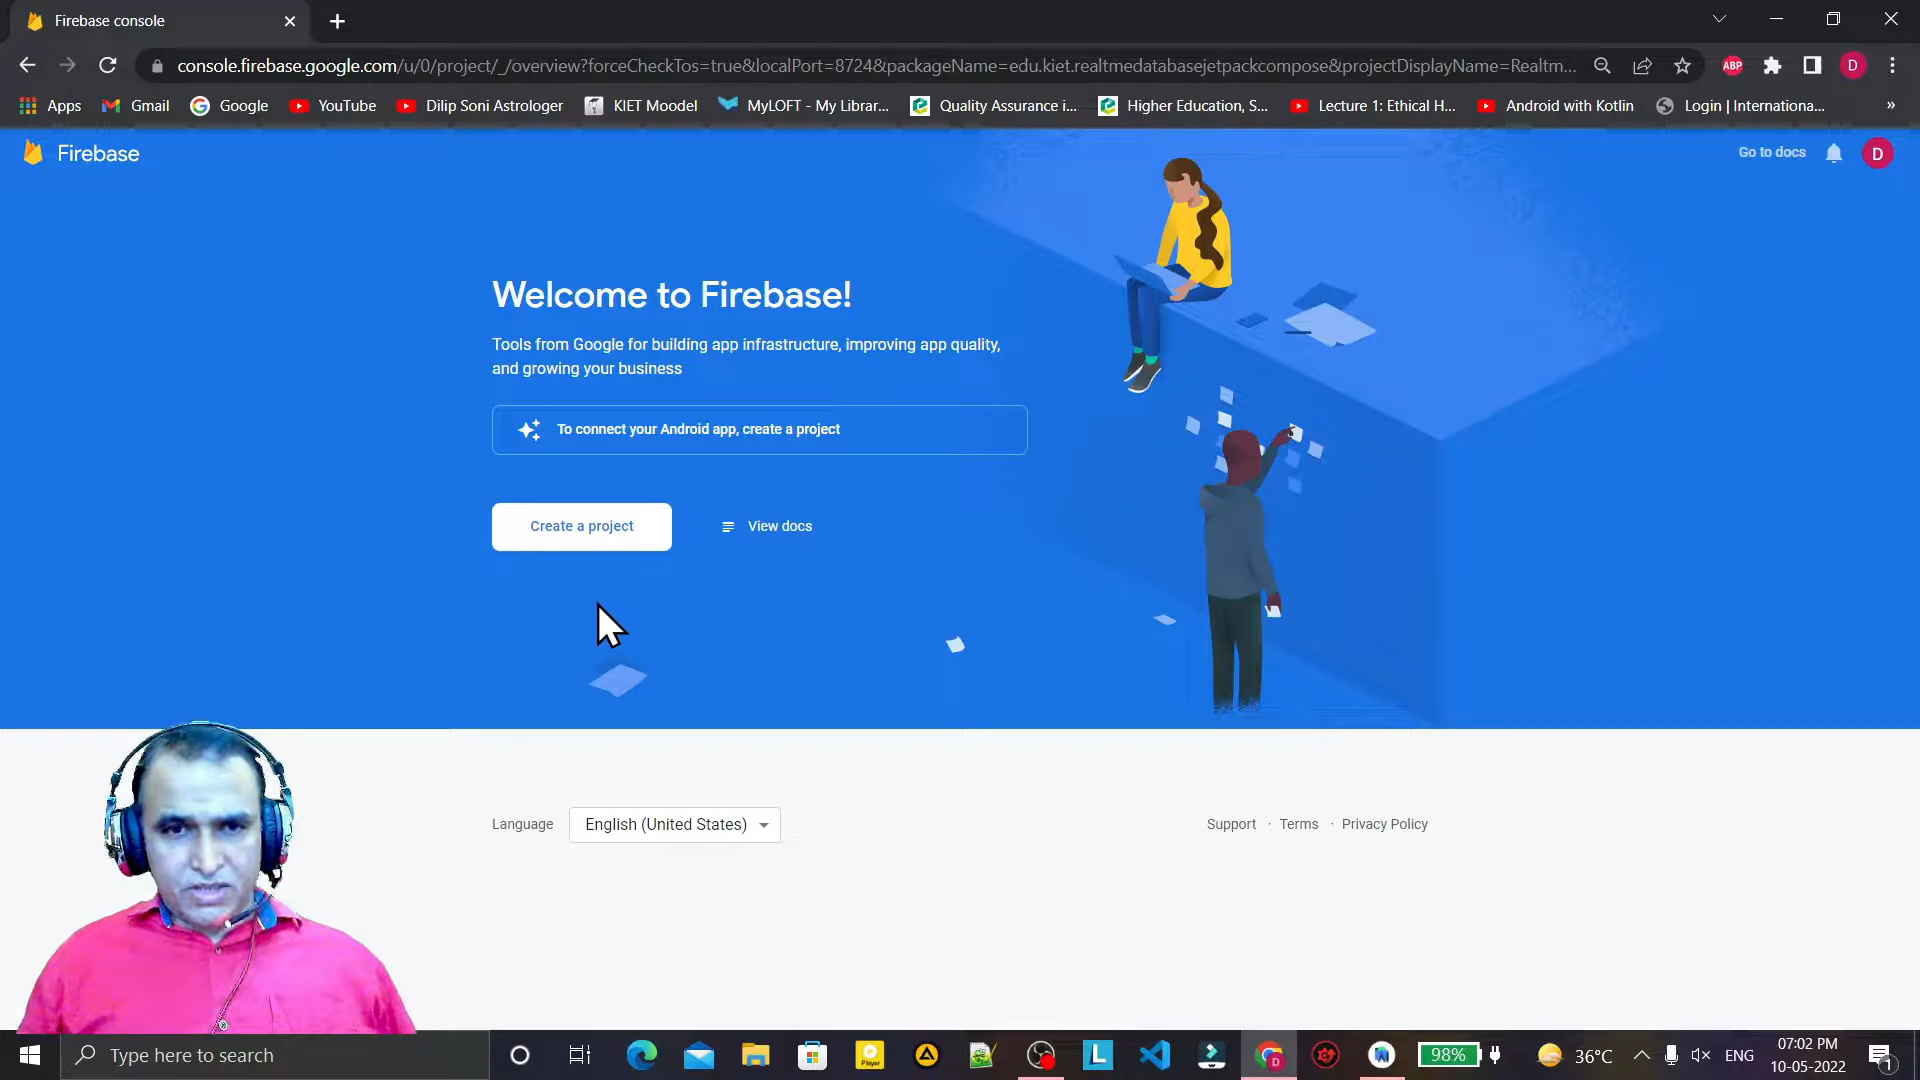 Firebase console
console.firebase.google.com/u/0/project/_/overview?forceCheckTos=true&localPort=8724&packageName=edu.kiet.realtmedatabasejetpackcompose&projectDisplayName=Realtm...
ABP
D
Apps
Gmail
Google
YouTube
Dilip Soni Astrologer
KIET Moodel
MyLOFT - My Librar...
Quality Assurance i...
Higher Education, S...
Lecture 1: Ethical H...
Android with Kotlin
Login | Internationa...
»
Firebase
Go to docs
D
Welcome to Firebase!
Tools from Google for building app infrastructure, improving app quality,
and growing your business
To connect your Android app, create a project
Create a project
View docs
Language
English (United States)
Support · Terms · Privacy Policy
Type here to search
Player
L
D
98%
36°C
ENG
07:02 PM
10-05-2022
1